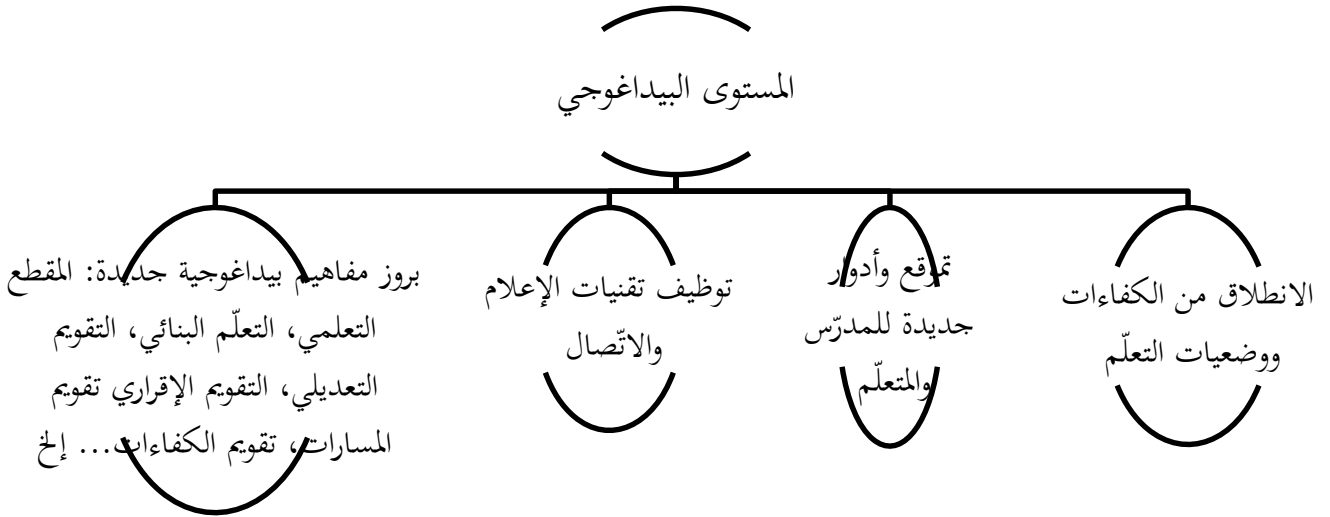 المستوى البيداغوجي
الانطلاق من الكفاءات
ووضعيات التعلّم
تموقع وأدوار
جديدة للمدرّس
والمتعلّم
توظيف تقنيات الإعلام
والاتّصال
بروز مفاهيم بيداغوجية جديدة: المقطع
التعلمي، التعلّم البنائي، التقويم
التعديلي، التقويم الإقراري تقويم
المسارات، تقويم الكفاءات... إلخ